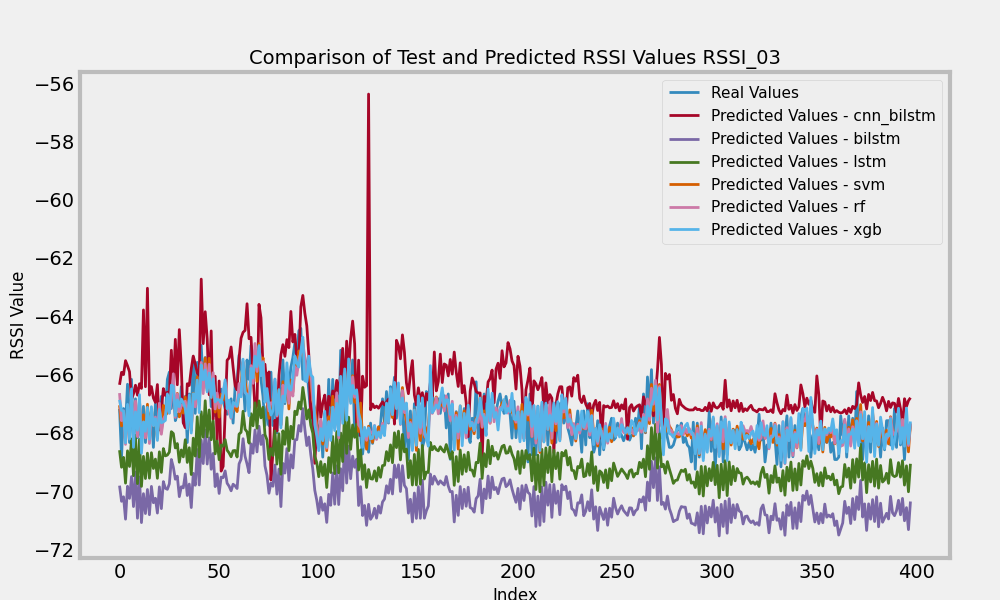 Comparison of Test and Predicted RSSI Values RSSI_03
−56
−58
−60
−62
−64
−66
−68
−70
−72
RSSI Value
Real Values
Predicted Values - cnn_bilstm
Predicted Values - bilstm
Predicted Values - lstm
Predicted Values - svm
Predicted Values - rf
Predicted Values - xgb
0 50 100 150 200 250 300 350 400
Index